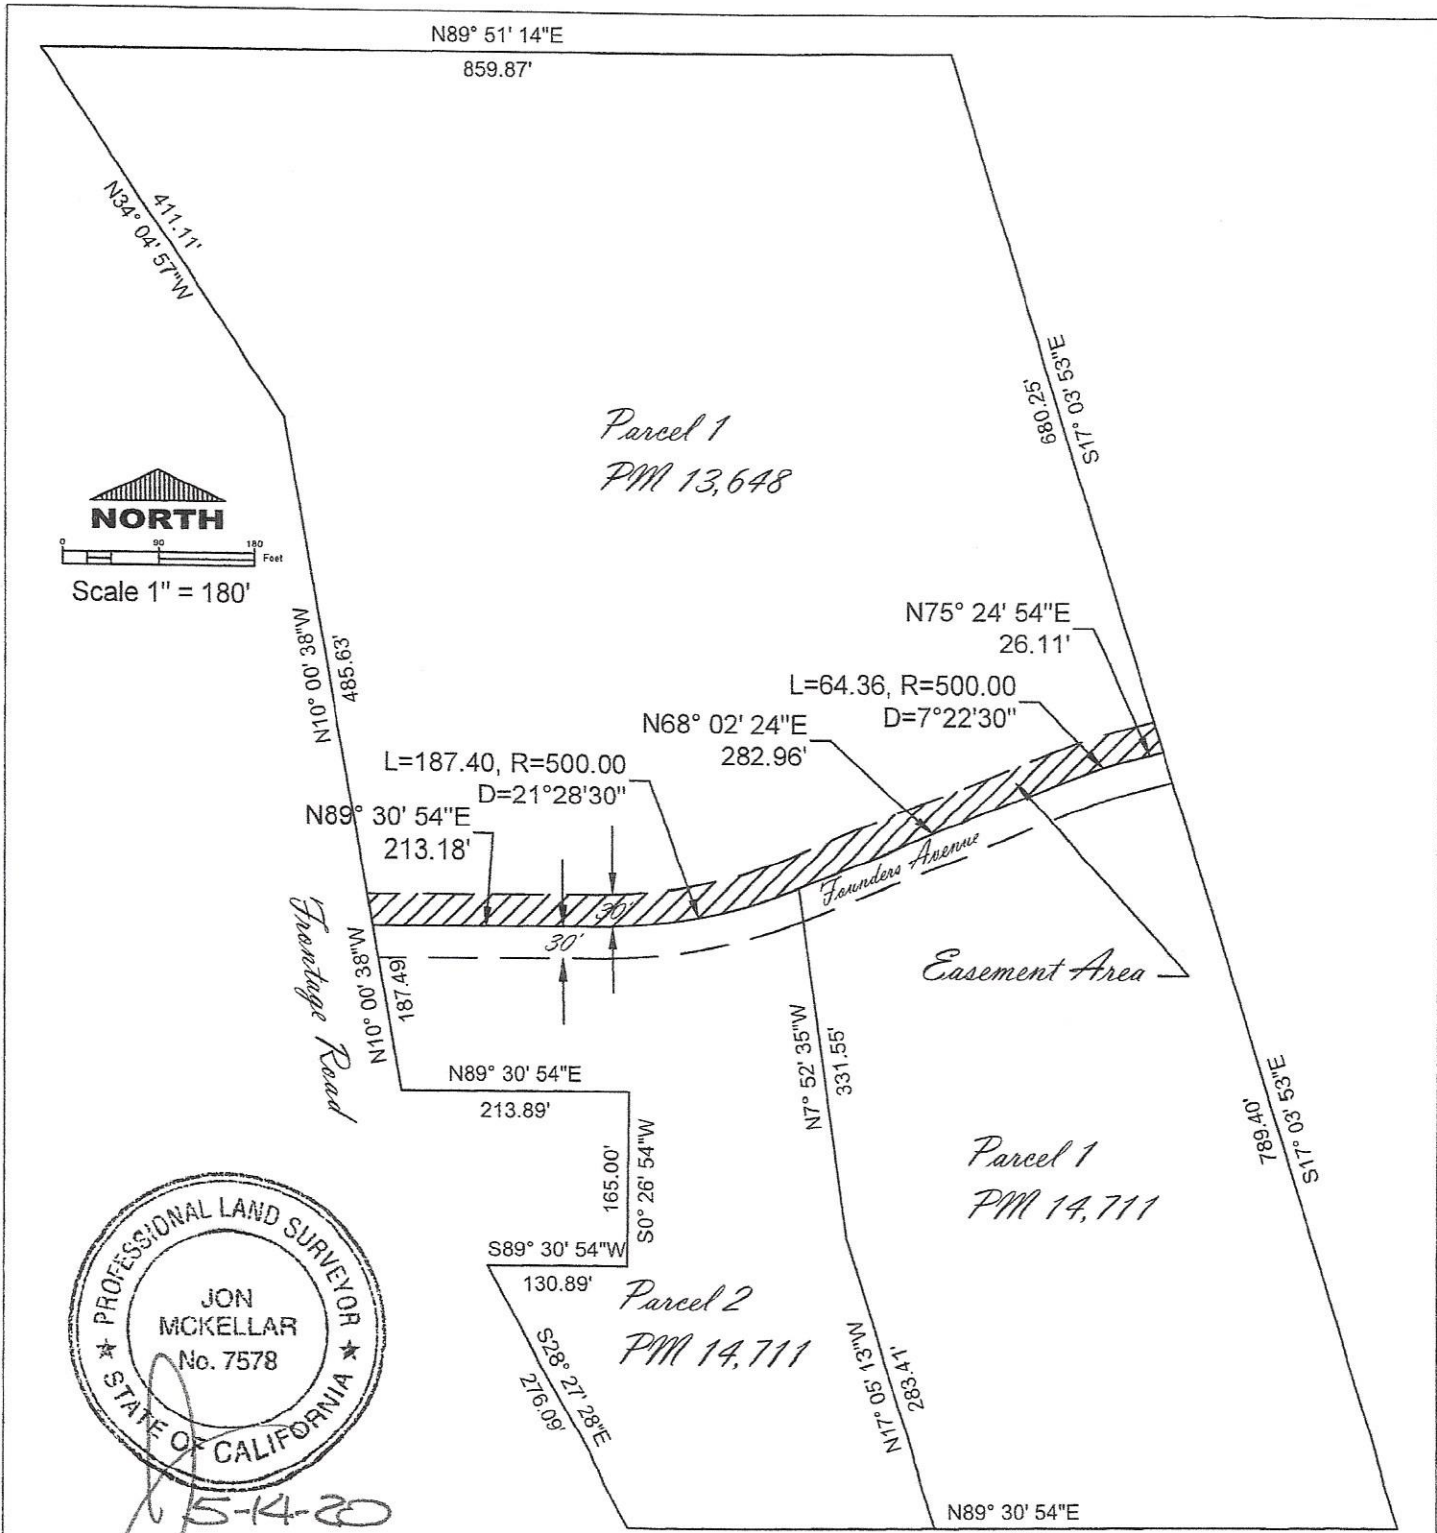 N89° 51' 14"E
859.87'
411.11'
N34° 04' 57"W
680.25'
S17° 03' 53"E
Parcel 1
PM 13,648
NORTH
0 90 180
Feet
Scale 1" = 180'
N10° 00' 38"W
485.63'
N75° 24' 54"E
26.11'
L=64.36, R=500.00
D=7°22'30"
N68° 02' 24"E
282.96'
L=187.40, R=500.00
D=21°28'30"
N89° 30' 54"E
213.18'
30'
30'
Founders Avenue
Easement Area
Frontage Road
N10° 00' 38"W
187.49'
N89° 30' 54"E
213.89'
N7° 52' 35"W
331.55'
165.00'
S0° 26' 54"W
789.40'
S17° 03' 53"E
Parcel 1
PM 14,711
S89° 30' 54"W
130.89'
Parcel 2
PM 14,711
S28° 27' 28"E
276.09'
N17° 05' 13"W
283.41'
PROFESSIONAL LAND SURVEYOR
JON
MCKELLAR
No. 7578
STATE OF CALIFORNIA
5-14-20
N89° 30' 54"E